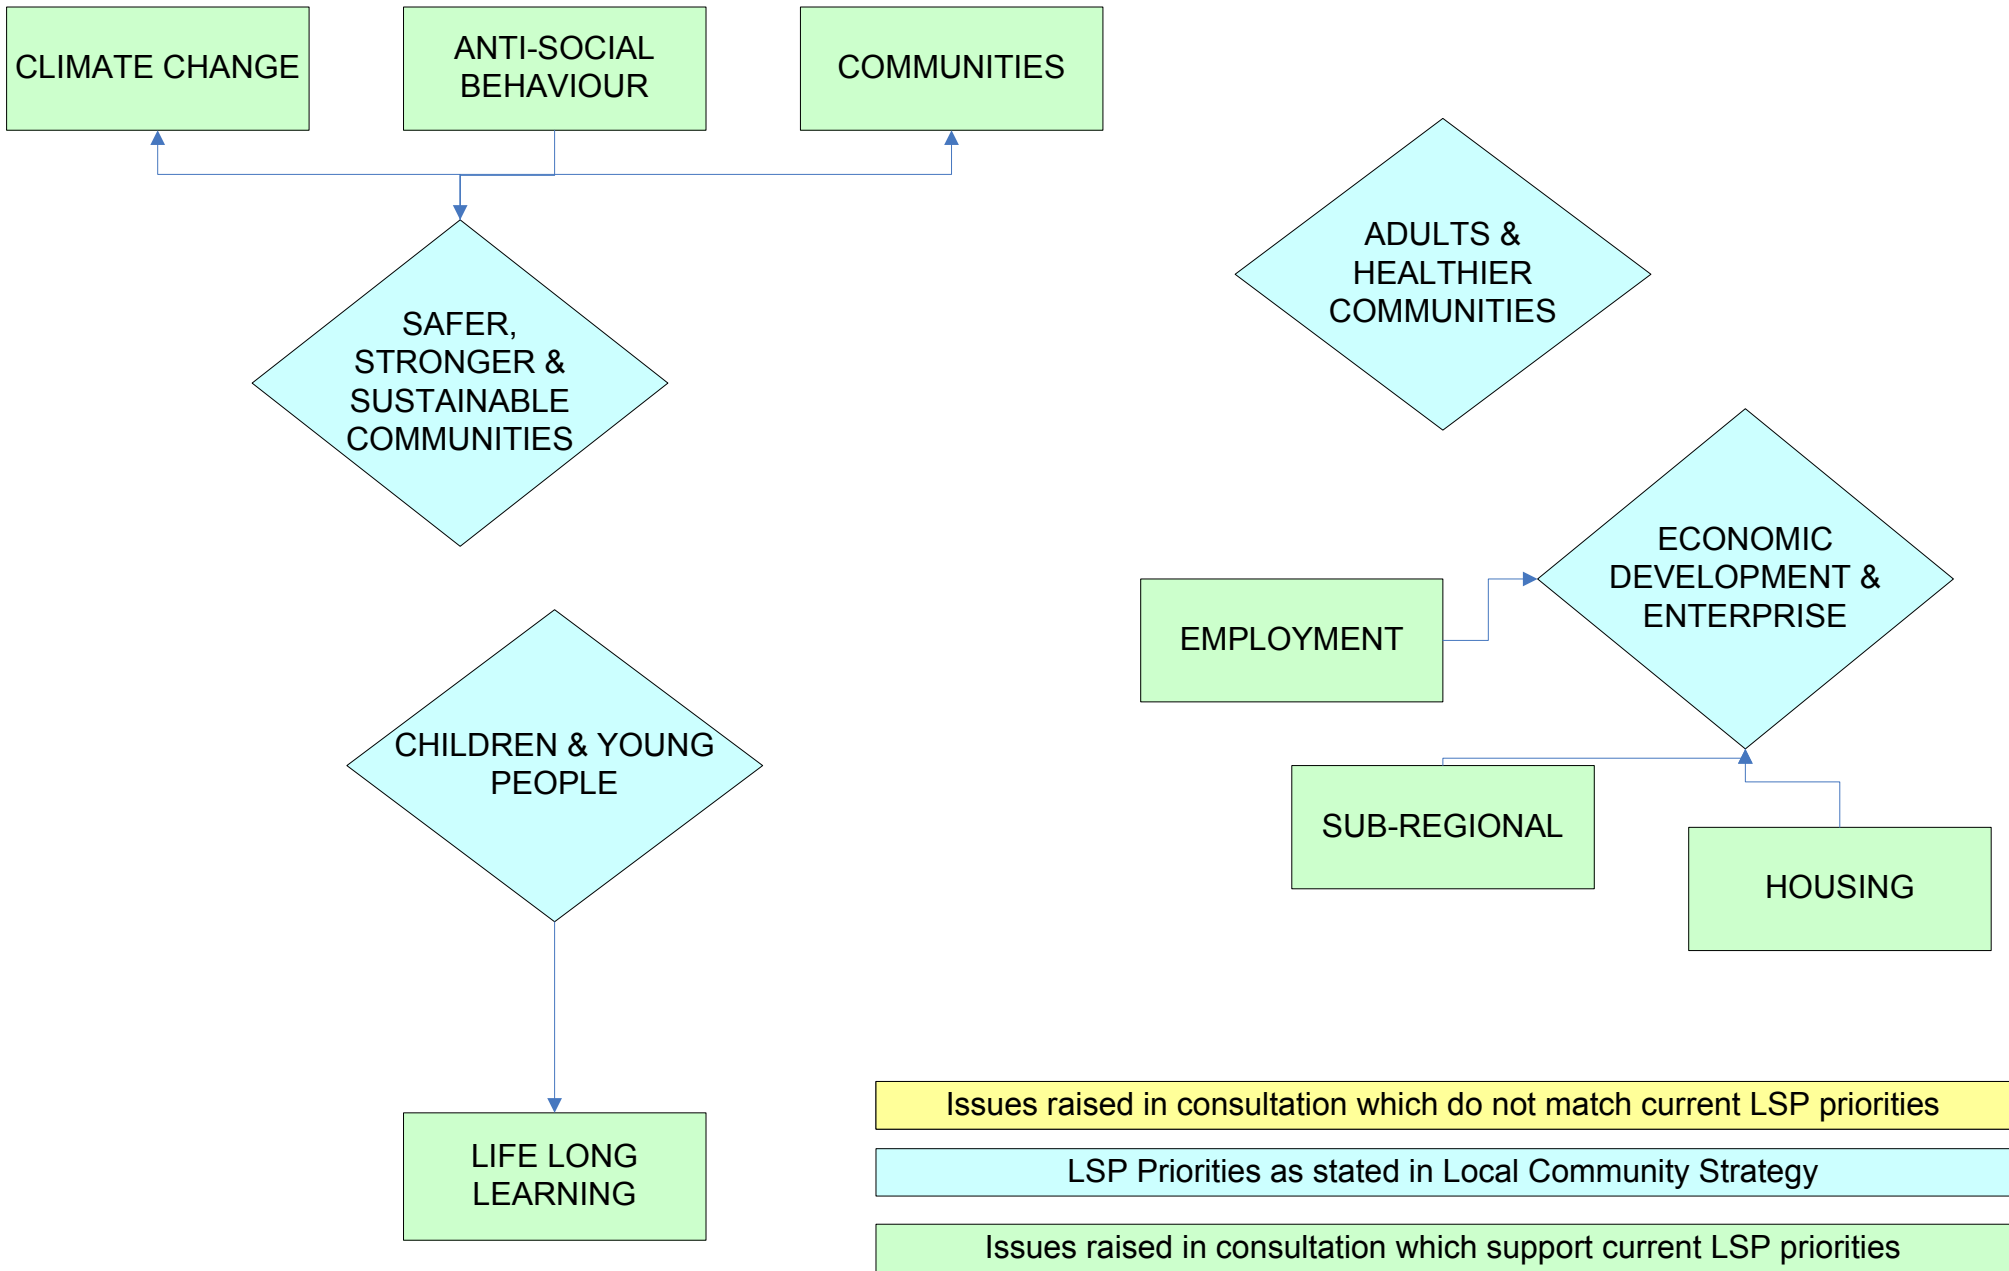 CLIMATE CHANGE
ANTI-SOCIAL
BEHAVIOUR
COMMUNITIES
ADULTS &
HEALTHIER
COMMUNITIES
SAFER,
STRONGER &
SUSTAINABLE
COMMUNITIES
ECONOMIC
DEVELOPMENT &
ENTERPRISE
EMPLOYMENT
CHILDREN & YOUNG
PEOPLE
SUB-REGIONAL
HOUSING
LIFE LONG
LEARNING
Issues raised in consultation which do not match current LSP priorities
LSP Priorities as stated in Local Community Strategy
Issues raised in consultation which support current LSP priorities